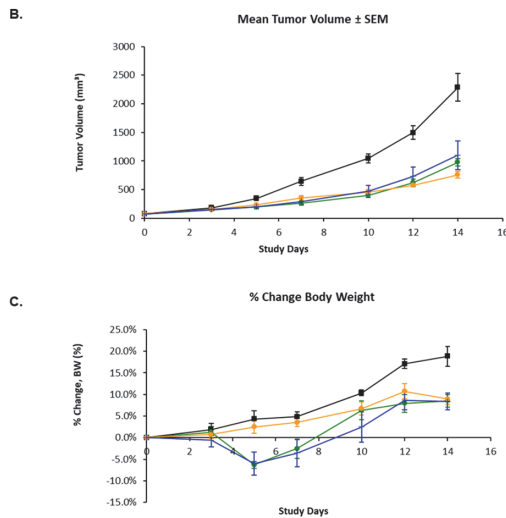 B.
Mean Tumor Volume ± SEM
Tumor Volume (mm³)
3000
2500
2000
1500
1000
500
0
0 2 4 6 8 10 12 14 16
Study Days
C.
% Change Body Weight
% Change, BW (%)
25.0%
20.0%
15.0%
10.0%
5.0%
0.0%
-5.0%
-10.0%
-15.0%
0 2 4 6 8 10 12 14 16
Study Days